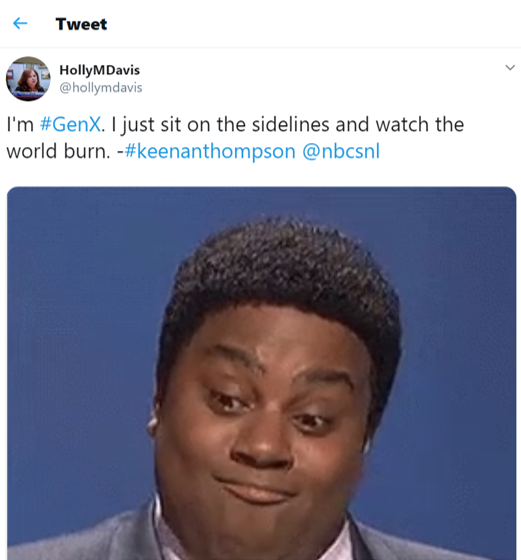 Tweet
HollyMDavis
@hollymdavis
I'm #GenX. I just sit on the sidelines and watch the
world burn. -#keenanthompson @nbcsnl